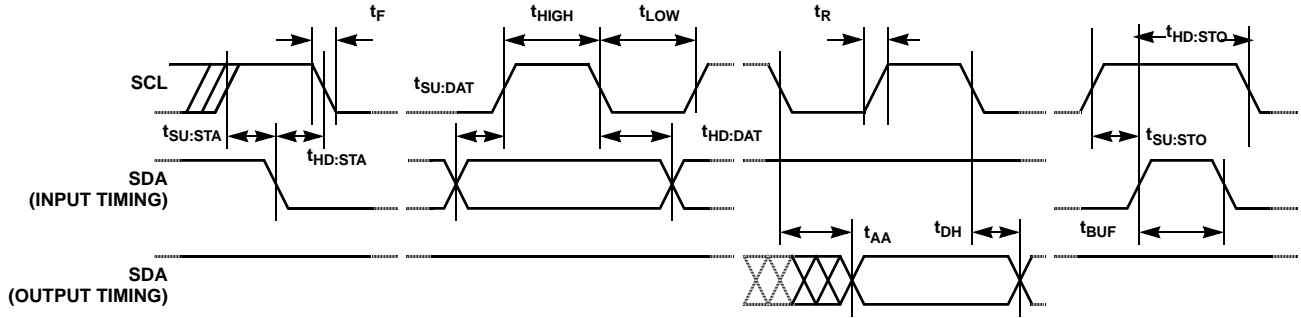 tF
tHIGH
tLOW
tR
tHD:STO
SCL
tSU:DAT
tSU:STA
tHD:STA
tHD:DAT
tSU:STO
SDA
(INPUT TIMING)
tAA
tDH
tBUF
SDA
(OUTPUT TIMING)